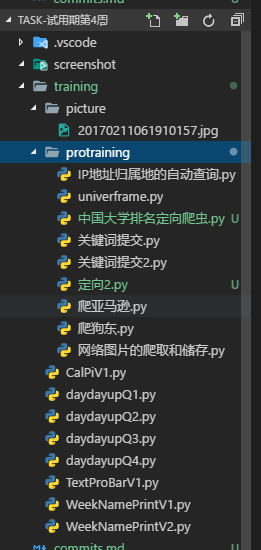 commits.md
TASK-试用期第4周
.vscode
screenshot
training
picture
20170211061910157.jpg
protraining
IP地址归属地的自动查询.py
univerframe.py
中国大学排名定向爬虫.py U
关键词提交.py
关键词提交2.py
定向2.py U
爬亚马逊.py
爬狗东.py
网络图片的爬取和储存.py
CalPiV1.py
daydayupQ1.py
daydayupQ2.py
daydayupQ3.py
daydayupQ4.py
TextProBarV1.py
WeekNamePrintV1.py
WeekNamePrintV2.py
commits.md